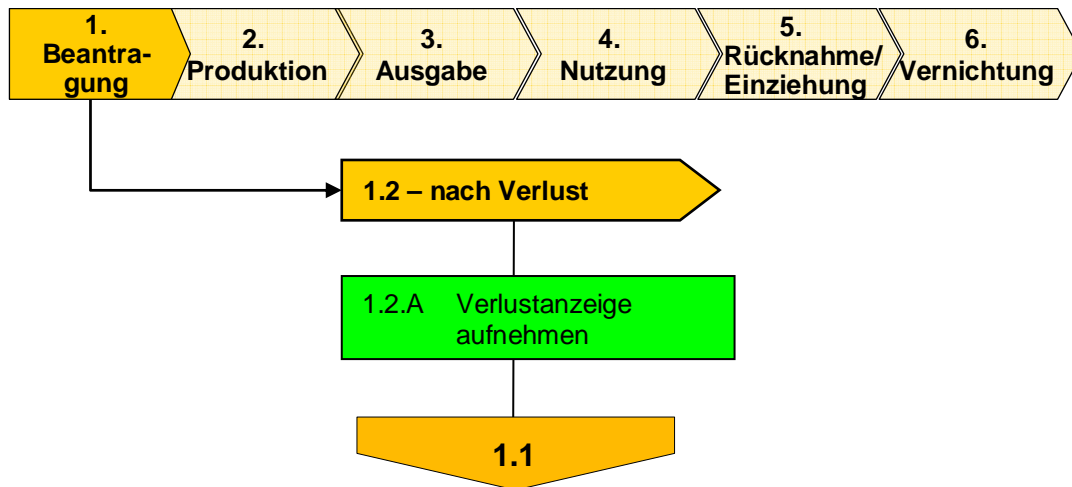 1.
Beantra-
gung
2.
Produktion
3.
Ausgabe
4.
Nutzung
5.
Rücknahme/
Einziehung
6.
Vernichtung
1.2 – nach Verlust
1.2.A Verlustanzeige
aufnehmen
1.1